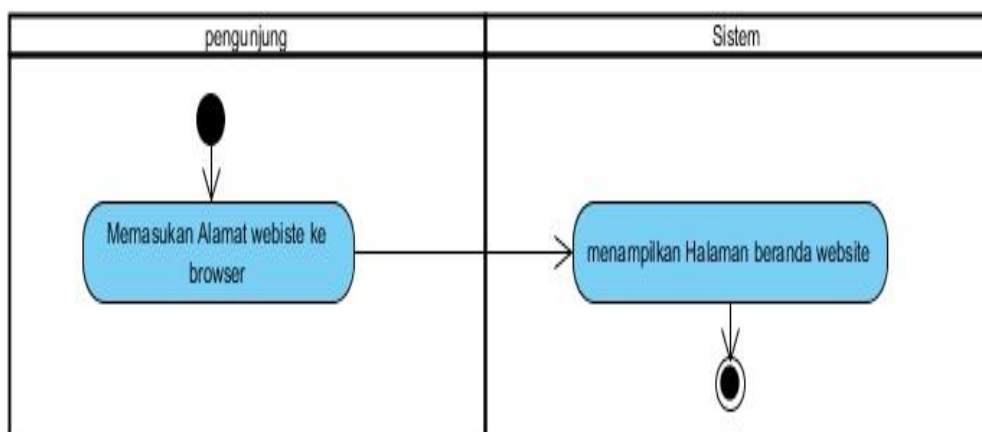 pengunjung
Sistem
Memasukan Alamat webiste ke
browser
menampilkan Halaman beranda website